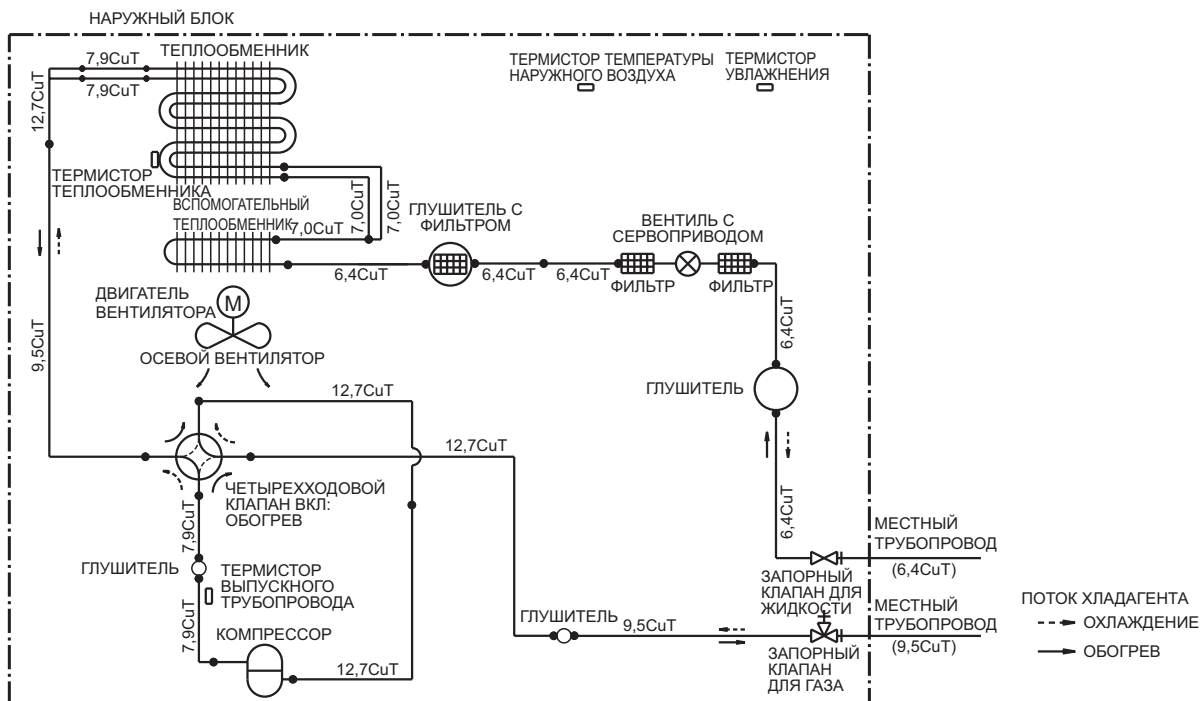 НАРУЖНЫЙ БЛОК
ТЕПЛООБМЕННИК
7,9CuT
7,9CuT
12,7CuT
ТЕРМИСТОР ТЕМПЕРАТУРЫ
НАРУЖНОГО ВОЗДУХА
ТЕРМИСТОР
УВЛАЖНЕНИЯ
ТЕРМИСТОР
ТЕПЛООБМЕННИКА
ВСПОМОГАТЕЛЬНЫЙ
ТЕПЛООБМЕННИК
7,0CuT
7,0CuT
7,0CuT
ГЛУШИТЕЛЬ С
ФИЛЬТРОМ
ВЕНТИЛЬ С
СЕРВОПРИВОДОМ
6,4CuT
6,4CuT
6,4CuT
ФИЛЬТР
ФИЛЬТР
6,4CuT
ДВИГАТЕЛЬ
ВЕНТИЛЯТОРА
M
ОСЕВОЙ ВЕНТИЛЯТОР
9,5CuT
ГЛУШИТЕЛЬ
12,7CuT
12,7CuT
ЧЕТЫРЕХХОДОВОЙ
КЛАПАН ВКЛ:
ОБОГРЕВ
7,9CuT
6,4CuT
ГЛУШИТЕЛЬ
ТЕРМИСТОР
ВЫПУСКНОГО
ТРУБОПРОВОДА
7,9CuT
КОМПРЕССОР
12,7CuT
ГЛУШИТЕЛЬ
9,5CuT
ЗАПОРНЫЙ
КЛАПАН ДЛЯ
ЖИДКОСТИ
МЕСТНЫЙ
ТРУБОПРОВОД
(6,4CuT)
МЕСТНЫЙ
ТРУБОПРОВОД
(9,5CuT)
ЗАПОРНЫЙ
КЛАПАН
ДЛЯ ГАЗА
ПОТОК ХЛАДАГЕНТА
ОХЛАЖДЕНИЕ
ОБОГРЕВ